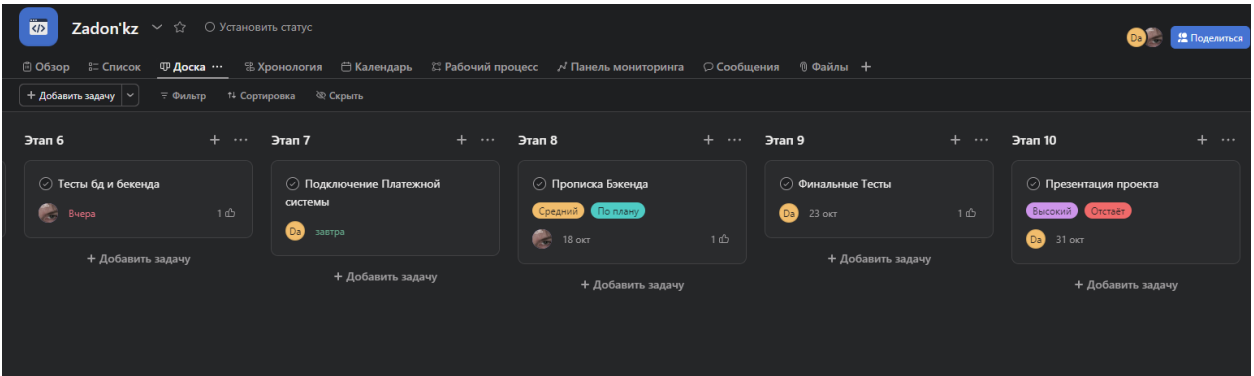 Zadon'kz
Установить статус
Da
Поделиться
Обзор Список Доска ... Хронология Календарь Рабочий процесс Панель мониторинга Сообщения Файлы +
+ Добавить задачу Фильтр Сортировка Скрыть
Этап 6 + ...
Тесты бд и бекенда
Вчера 1
+ Добавить задачу
Этап 7 + ...
Подключение Платежной
системы
Da завтра
+ Добавить задачу
Этап 8 + ...
Прописка Бэкенда
Средний По плану
18 окт 1
+ Добавить задачу
Этап 9 + ...
Финальные Тесты
Da 23 окт 1
+ Добавить задачу
Этап 10 + ...
Презентация проекта
Высокий Отстаёт
Da 31 окт
+ Добавить задачу